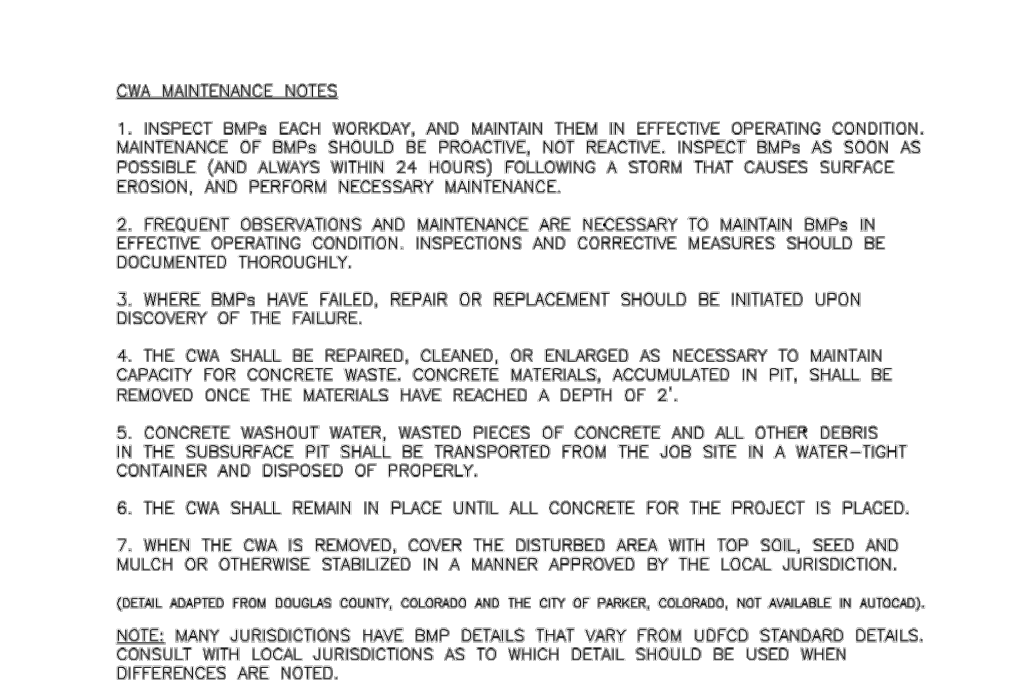 CWA MAINTENANCE NOTES
1. INSPECT BMPs EACH WORKDAY, AND MAINTAIN THEM IN EFFECTIVE OPERATING CONDITION.
MAINTENANCE OF BMPs SHOULD BE PROACTIVE, NOT REACTIVE. INSPECT BMPs AS SOON AS
POSSIBLE (AND ALWAYS WITHIN 24 HOURS) FOLLOWING A STORM THAT CAUSES SURFACE
EROSION, AND PERFORM NECESSARY MAINTENANCE.
2. FREQUENT OBSERVATIONS AND MAINTENANCE ARE NECESSARY TO MAINTAIN BMPs IN
EFFECTIVE OPERATING CONDITION. INSPECTIONS AND CORRECTIVE MEASURES SHOULD BE
DOCUMENTED THOROUGHLY.
3. WHERE BMPs HAVE FAILED, REPAIR OR REPLACEMENT SHOULD BE INITIATED UPON
DISCOVERY OF THE FAILURE.
4. THE CWA SHALL BE REPAIRED, CLEANED, OR ENLARGED AS NECESSARY TO MAINTAIN
CAPACITY FOR CONCRETE WASTE. CONCRETE MATERIALS, ACCUMULATED IN PIT, SHALL BE
REMOVED ONCE THE MATERIALS HAVE REACHED A DEPTH OF 2'.
5. CONCRETE WASHOUT WATER, WASTED PIECES OF CONCRETE AND ALL OTHER DEBRIS
IN THE SUBSURFACE PIT SHALL BE TRANSPORTED FROM THE JOB SITE IN A WATER-TIGHT
CONTAINER AND DISPOSED OF PROPERLY.
6. THE CWA SHALL REMAIN IN PLACE UNTIL ALL CONCRETE FOR THE PROJECT IS PLACED.
7. WHEN THE CWA IS REMOVED, COVER THE DISTURBED AREA WITH TOP SOIL, SEED AND
MULCH OR OTHERWISE STABILIZED IN A MANNER APPROVED BY THE LOCAL JURISDICTION.
(DETAIL ADAPTED FROM DOUGLAS COUNTY, COLORADO AND THE CITY OF PARKER, COLORADO, NOT AVAILABLE IN AUTOCAD).
NOTE: MANY JURISDICTIONS HAVE BMP DETAILS THAT VARY FROM UDFCD STANDARD DETAILS.
CONSULT WITH LOCAL JURISDICTIONS AS TO WHICH DETAIL SHOULD BE USED WHEN
DIFFERENCES ARE NOTED.